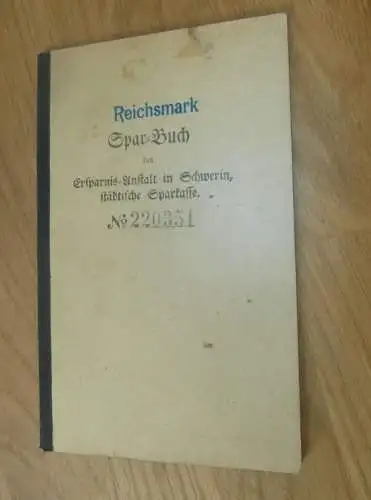 Reichsmark
Spar-Buch
der
Ersparnis-Anstalt in Schwerin,
städtische Sparkasse.
No 220351